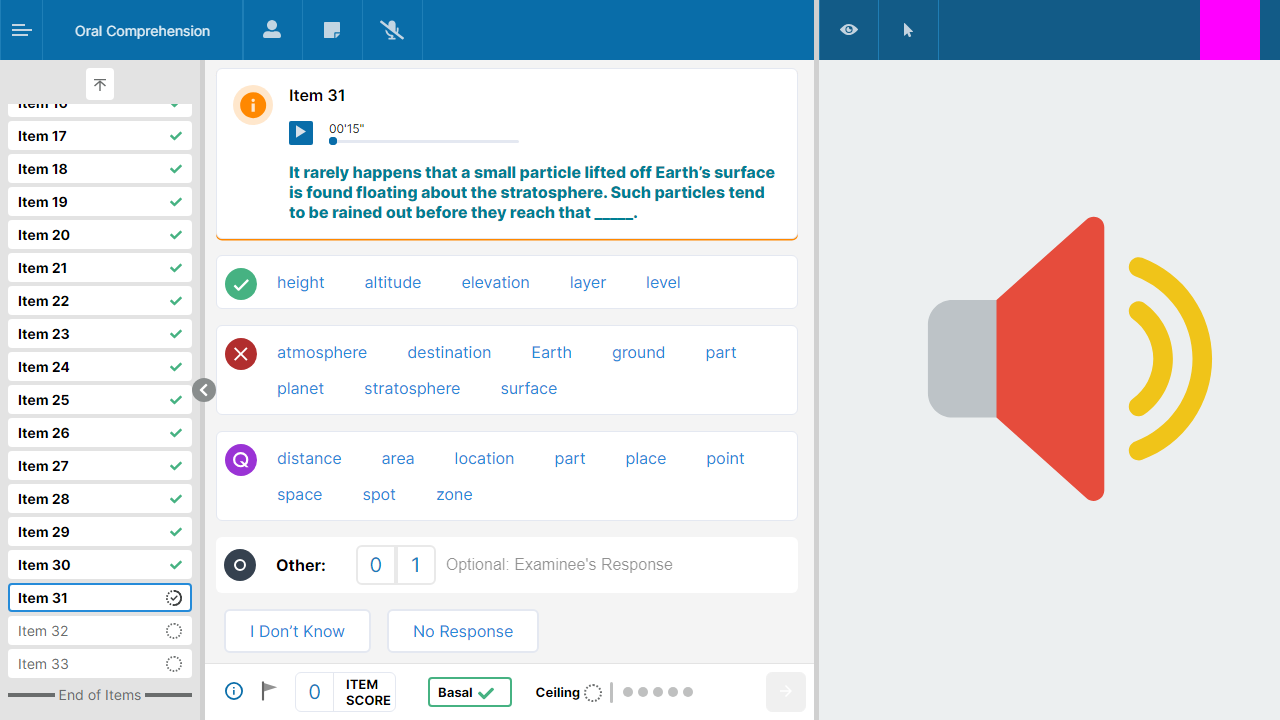 Oral Comprehension
Item 16
Item 17
Item 18
Item 19
Item 20
Item 21
Item 22
Item 23
Item 24
Item 25
Item 26
Item 27
Item 28
Item 29
Item 30
Item 31
Item 32
Item 33
End of Items
Item 31
00'15"
It rarely happens that a small particle lifted off Earth’s surface
is found floating about the stratosphere. Such particles tend
to be rained out before they reach that _____.
height altitude elevation layer level
atmosphere destination Earth ground part
planet stratosphere surface
Q distance area location part place point
space spot zone
O Other: 0 1 Optional: Examinee's Response
I Don’t Know No Response
0 ITEM SCORE Basal Ceiling